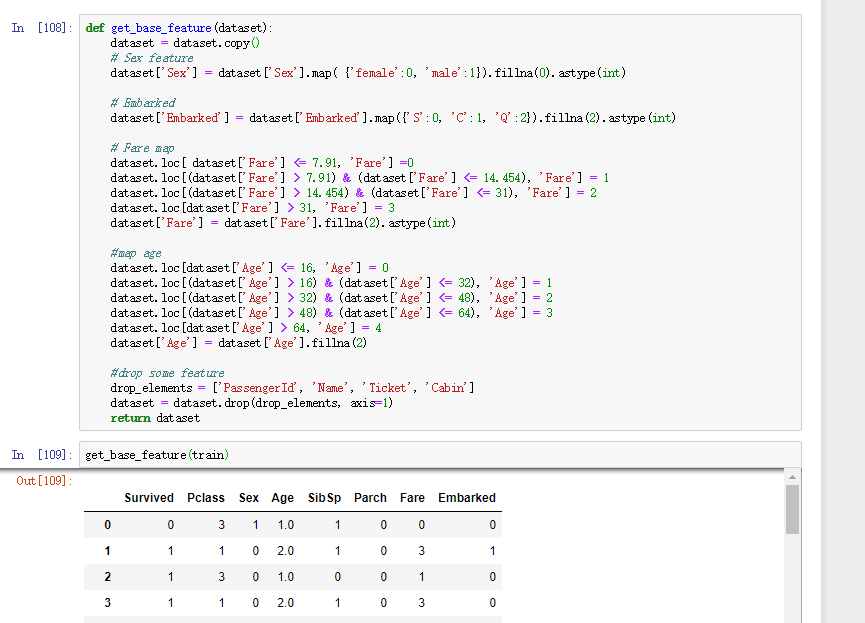 In [108]: def get_base_feature(dataset):
dataset = dataset.copy()
# Sex feature
dataset['Sex'] = dataset['Sex'].map( {'female':0, 'male':1}).fillna(0).astype(int)
# Embarked
dataset['Embarked'] = dataset['Embarked'].map({'S':0, 'C':1, 'Q':2}).fillna(2).astype(int)
# Fare map
dataset.loc[ dataset['Fare'] <= 7.91, 'Fare'] =0
dataset.loc[(dataset['Fare'] > 7.91) & (dataset['Fare'] <= 14.454), 'Fare'] = 1
dataset.loc[(dataset['Fare'] > 14.454) & (dataset['Fare'] <= 31), 'Fare'] = 2
dataset.loc[dataset['Fare'] > 31, 'Fare'] = 3
dataset['Fare'] = dataset['Fare'].fillna(2).astype(int)
#map age
dataset.loc[dataset['Age'] <= 16, 'Age'] = 0
dataset.loc[(dataset['Age'] > 16) & (dataset['Age'] <= 32), 'Age'] = 1
dataset.loc[(dataset['Age'] > 32) & (dataset['Age'] <= 48), 'Age'] = 2
dataset.loc[(dataset['Age'] > 48) & (dataset['Age'] <= 64), 'Age'] = 3
dataset.loc[dataset['Age'] > 64, 'Age'] = 4
dataset['Age'] = dataset['Age'].fillna(2)
#drop some feature
drop_elements = ['PassengerId', 'Name', 'Ticket', 'Cabin']
dataset = dataset.drop(drop_elements, axis=1)
return dataset
In [109]: get_base_feature(train)
Out[109]:
Survived Pclass Sex Age SibSp Parch Fare Embarked
0 0 3 1 1.0 1 0 0 0
1 1 1 0 2.0 1 0 3 1
2 1 3 0 1.0 0 0 1 0
3 1 1 0 2.0 1 0 3 0